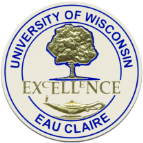 UNIVERSITY OF WISCONSIN
EXCELLENCE
EAU CLAIRE